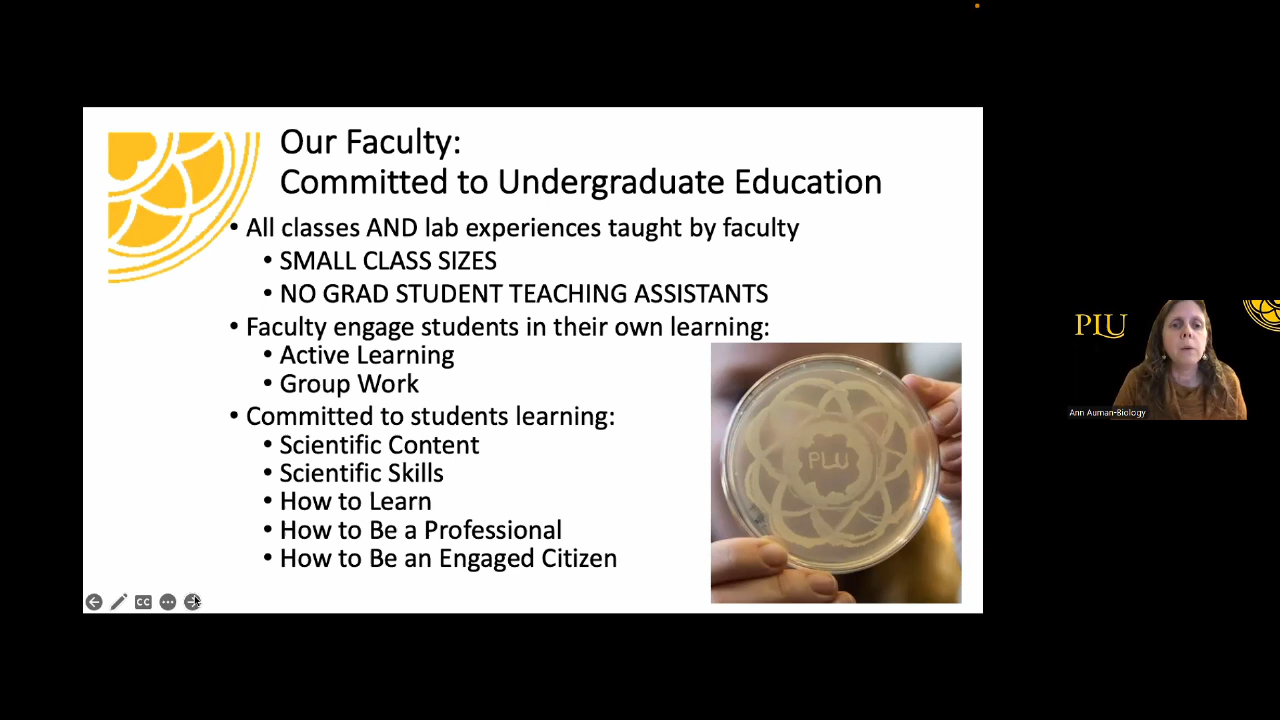 Our Faculty:
Committed to Undergraduate Education
• All classes AND lab experiences taught by faculty
• SMALL CLASS SIZES
• NO GRAD STUDENT TEACHING ASSISTANTS
• Faculty engage students in their own learning:
• Active Learning
• Group Work
• Committed to students learning:
• Scientific Content
• Scientific Skills
• How to Learn
• How to Be a Professional
• How to Be an Engaged Citizen
PLU
CC
PLU
Ann Auman-Biology